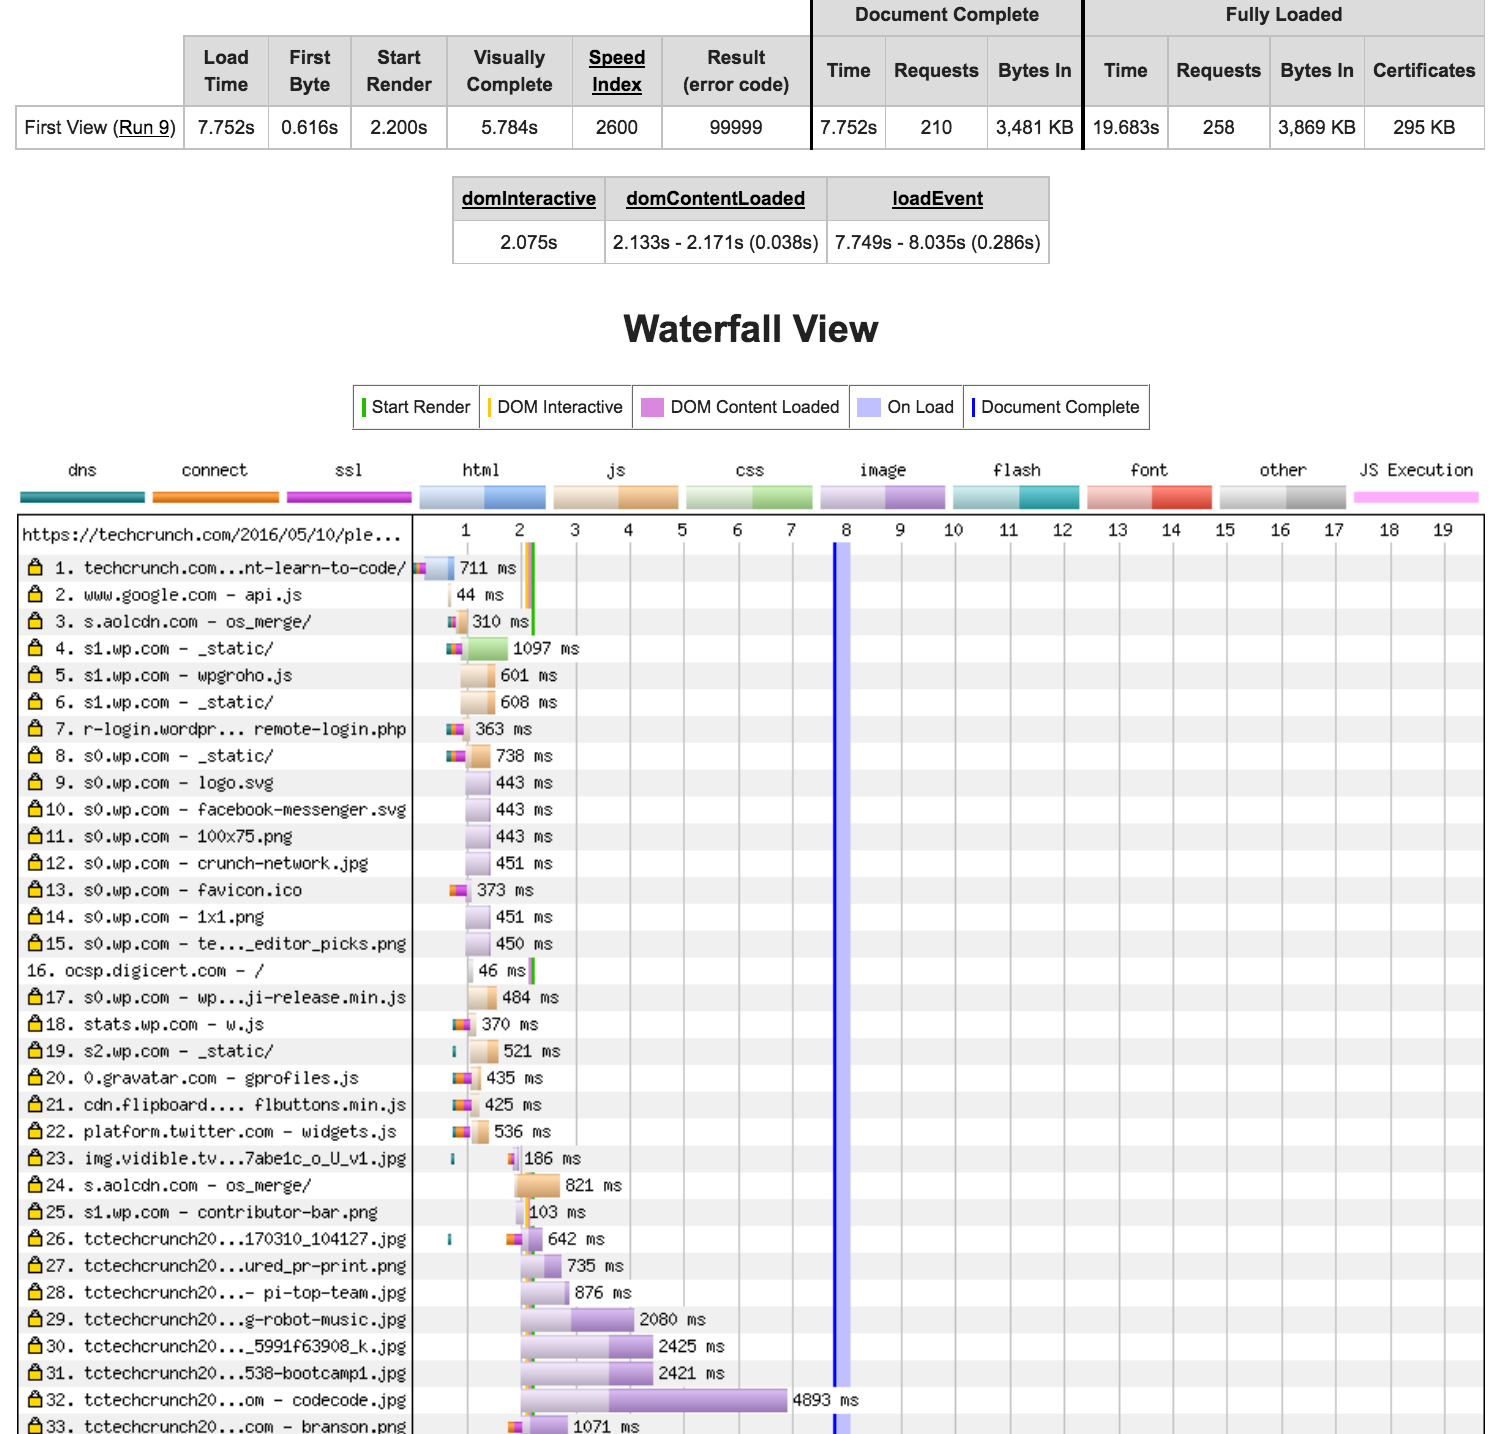 Document Complete Fully Loaded
Load Time First Byte Start Render Visually Complete Speed Index Result (error code) Time Requests Bytes In Time Requests Bytes In Certificates
First View (Run 9) 7.752s 0.616s 2.200s 5.784s 2600 99999 7.752s 210 3,481 KB 19.683s 258 3,869 KB 295 KB
domInteractive domContentLoaded loadEvent
2.075s 2.133s - 2.171s (0.038s) 7.749s - 8.035s (0.286s)
Waterfall View
Start Render DOM Interactive DOM Content Loaded On Load Document Complete
dns connect ssl html js css image flash font other JS Execution
https://techcrunch.com/2016/05/10/ple... 1 2 3 4 5 6 7 8 9 10 11 12 13 14 15 16 17 18 19
1. techcrunch.com...nt-learn-to-code/ 711 ms
2. www.google.com - api.js 44 ms
3. s.aolcdn.com - os_merge/ 310 ms
4. s1.wp.com - _static/ 1097 ms
5. s1.wp.com - wpgroho.js 601 ms
6. s1.wp.com - _static/ 608 ms
7. r-login.wordpr... remote-login.php 363 ms
8. s0.wp.com - _static/ 738 ms
9. s0.wp.com - logo.svg 443 ms
10. s0.wp.com - facebook-messenger.svg 443 ms
11. s0.wp.com - 100x75.png 443 ms
12. s0.wp.com - crunch-network.jpg 451 ms
13. s0.wp.com - favicon.ico 373 ms
14. s0.wp.com - 1x1.png 451 ms
15. s0.wp.com - te..._editor_picks.png 450 ms
16. ocsp.digicert.com - / 46 ms
17. s0.wp.com - wp...ji-release.min.js 484 ms
18. stats.wp.com - w.js 370 ms
19. s2.wp.com - _static/ 521 ms
20. 0.gravatar.com - gprofiles.js 435 ms
21. cdn.flipboard.... flbuttons.min.js 425 ms
22. platform.twitter.com - widgets.js 536 ms
23. img.vidible.tv...7abe1c_o_U_v1.jpg 186 ms
24. s.aolcdn.com - os_merge/ 821 ms
25. s1.wp.com - contributor-bar.png 103 ms
26. tctechcrunch20...170310_104127.jpg 642 ms
27. tctechcrunch20...ured_pr-print.png 735 ms
28. tctechcrunch20...- pi-top-team.jpg 876 ms
29. tctechcrunch20...g-robot-music.jpg 2080 ms
30. tctechcrunch20..._5991f63908_k.jpg 2425 ms
31. tctechcrunch20...538-bootcamp1.jpg 2421 ms
32. tctechcrunch20...om - codecode.jpg 4893 ms
33. tctechcrunch20...com - branson.png 1071 ms